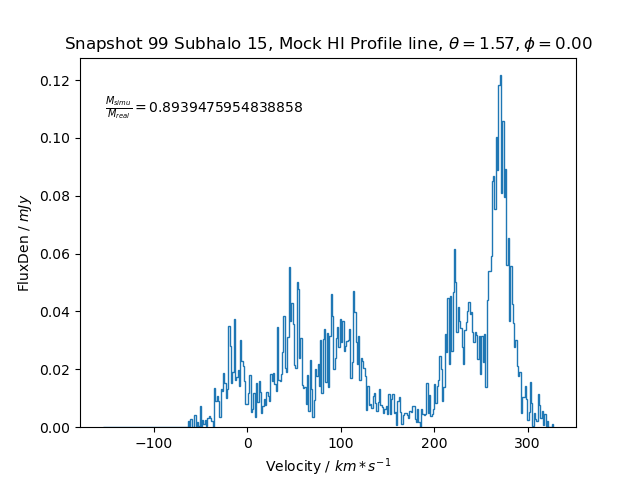 Snapshot 99 Subhalo 15, Mock HI Profile line, θ = 1.57, ϕ = 0.00
M_simu/M_real = 0.8939475954838858
FluxDen / mJy
0.12
0.10
0.08
0.06
0.04
0.02
0.00
−100 0 100 200 300
Velocity / km * s⁻¹